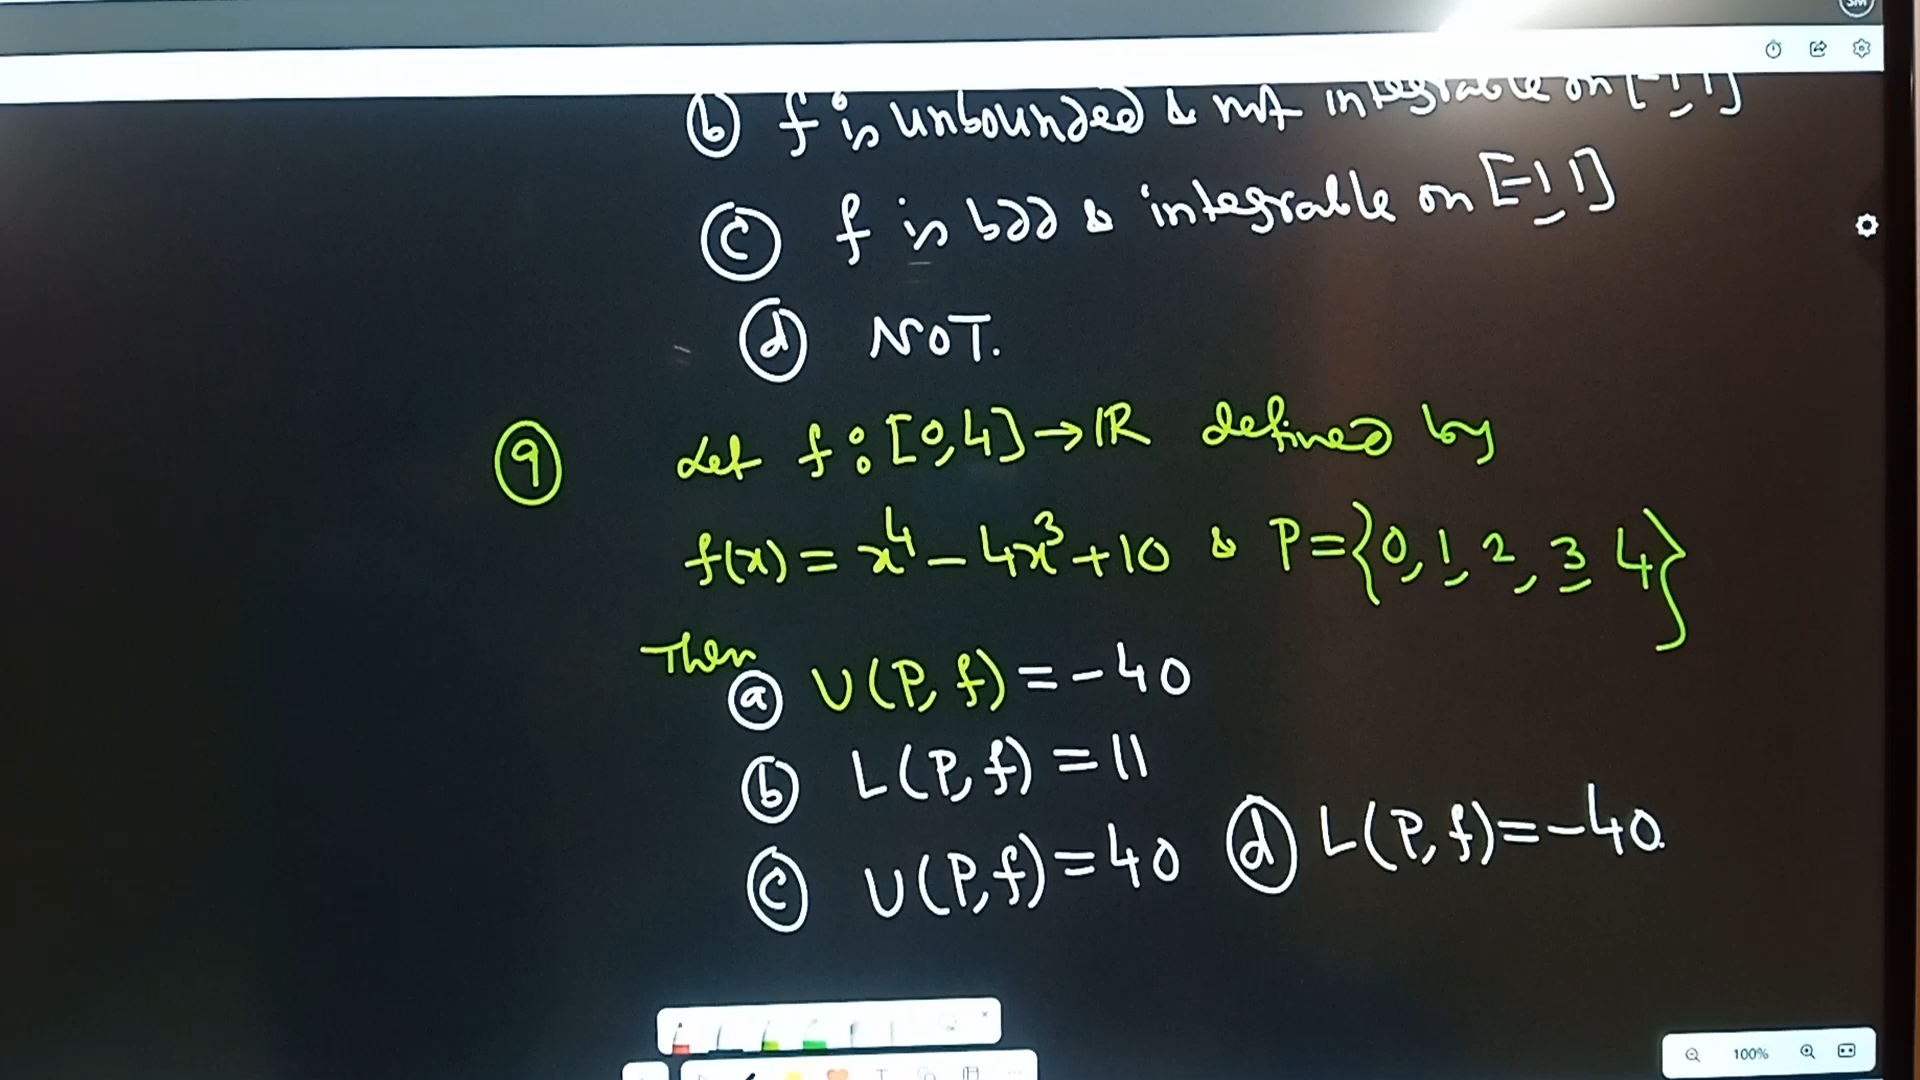 SM
(b) f is unbounded & not integrable on [-1, 1]
(c) f is bdd & integrable on [-1, 1]
(d) NOT.
(9) Let f : [0,4] → IR defined by
f(x) = x⁴ - 4x³ + 10 & P = {0, 1, 2, 3 4}
Then
(a) U(P, f) = -40
(b) L(P, f) = 11
(c) U(P, f) = 40 (d) L(P, f) = -40.
100%